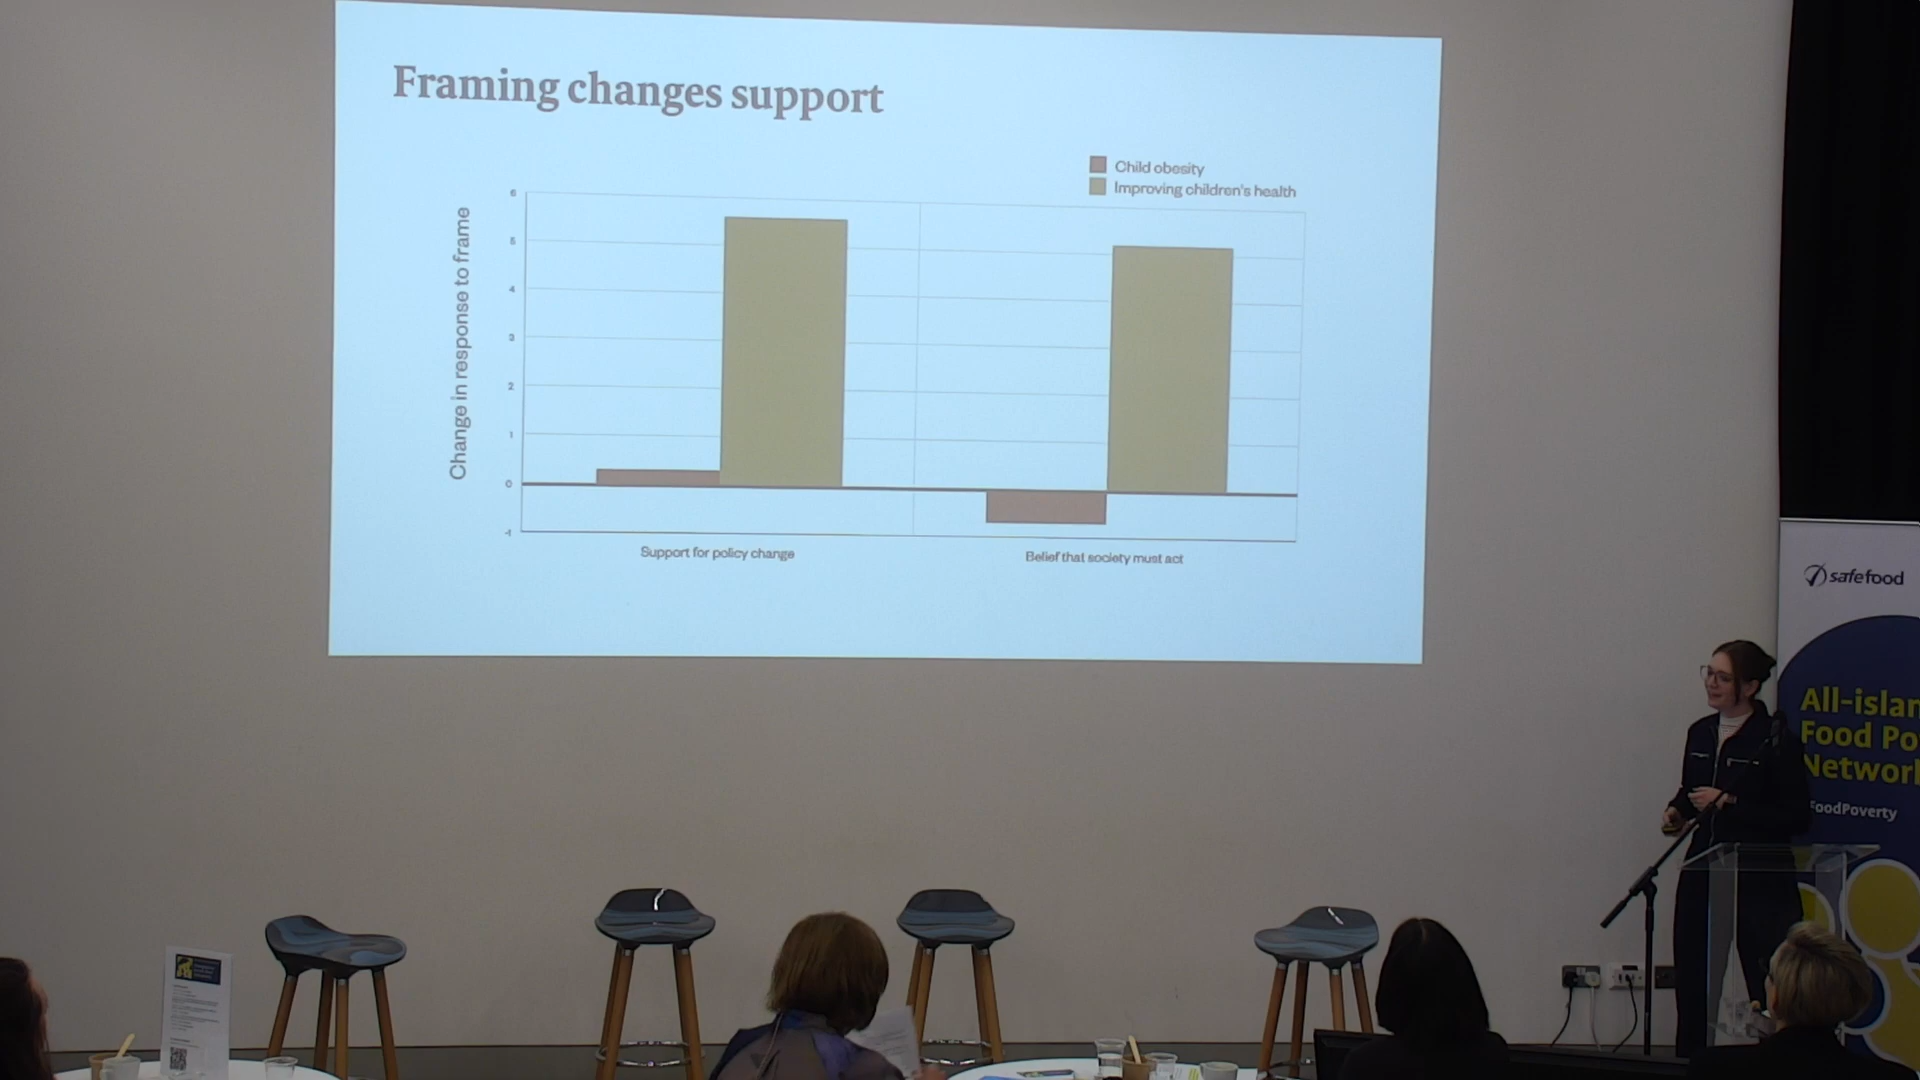 Framing changes support
Child obesity
Improving children's health
Change in response to frame
6
5
4
3
2
1
0
-1
Support for policy change
Belief that society must act
safefood
All-islan
Food Po
Network
FoodPoverty